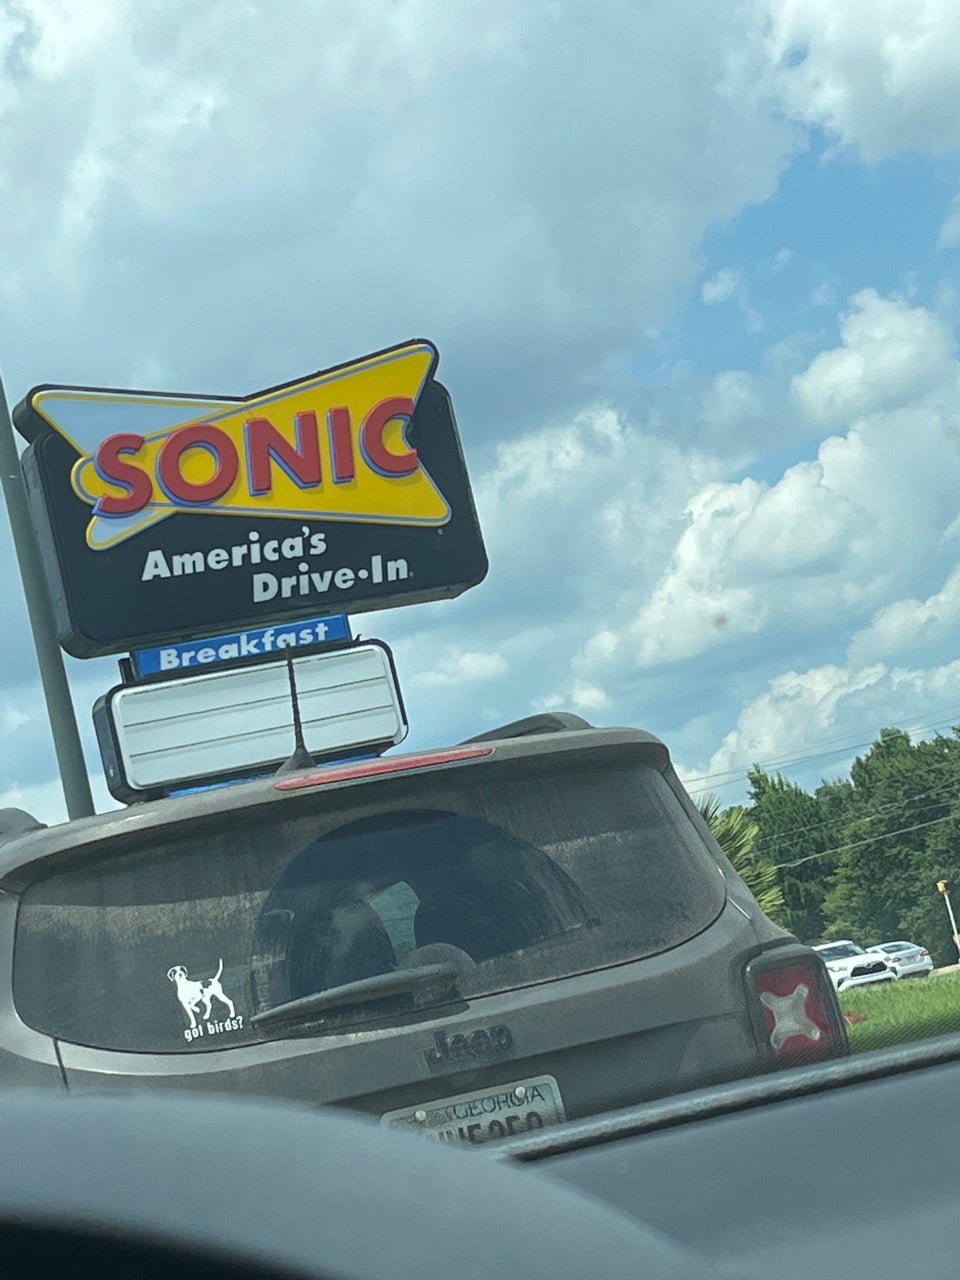 SONIC
America's
Drive•In
Breakfast
got birds?
Jeep
GEORGIA